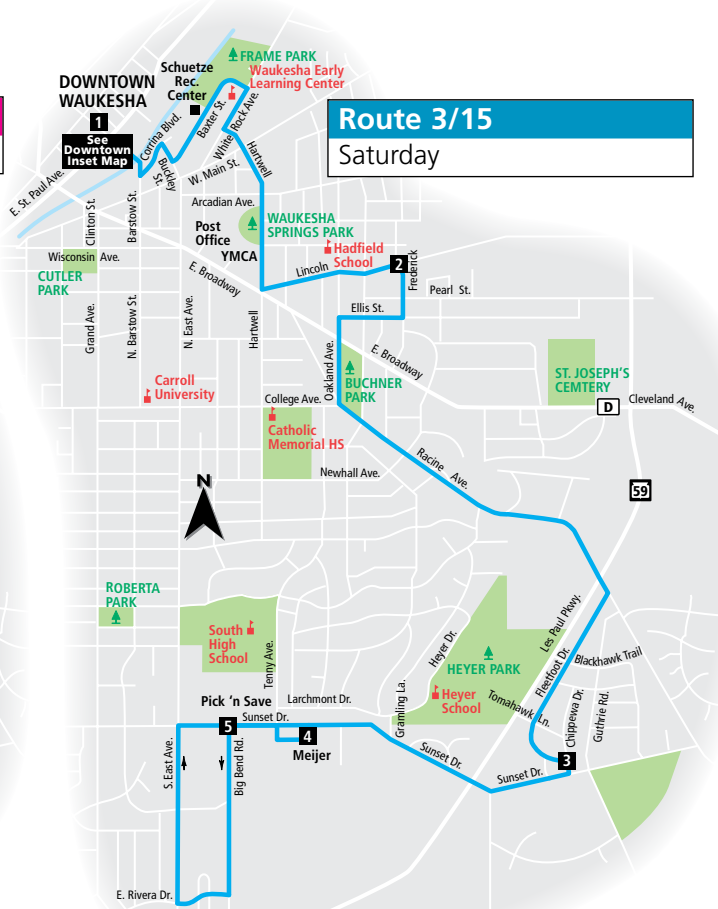 FRAME PARK
Waukesha Early
Learning Center
Schuetze
Rec.
Center
DOWNTOWN
WAUKESHA
1
See
Downtown
Inset Map
Route 3/15
Saturday
Cortina Blvd.
Baxter St.
White Rock Ave.
Buckley
St.
W. Main St.
Hartwell
E. St. Paul Ave.
Arcadian Ave.
Clinton St.
Barstow St.
Post
Office
YMCA
WAUKESHA
SPRINGS PARK
Hadfield
School
Wisconsin Ave.
CUTLER
PARK
E. Broadway
Lincoln
2
Frederick
Pearl St.
Ellis St.
Grand Ave.
N. Barstow St.
N. East Ave.
Hartwell
Oakland Ave.
E. Broadway
BUCHNER
PARK
ST. JOSEPH'S
CEMTERY
Carroll
University
College Ave.
D
Cleveland Ave.
Catholic
Memorial HS
Newhall Ave.
Racine Ave.
N
59
ROBERTA
PARK
South
High
School
Tenny Ave.
Heyer Dr.
Les Paul Pkwy.
Fleetfoot Dr.
Blackhawk Trail
HEYER PARK
Heyer
School
Tomahawk Ln.
Chippewa Dr.
Guthrie Rd.
Gramling La.
Pick 'n Save
Larchmont Dr.
Sunset Dr.
5
4
Meijer
Sunset Dr.
Sunset Dr.
3
S. East Ave.
Big Bend Rd.
E. Rivera Dr.